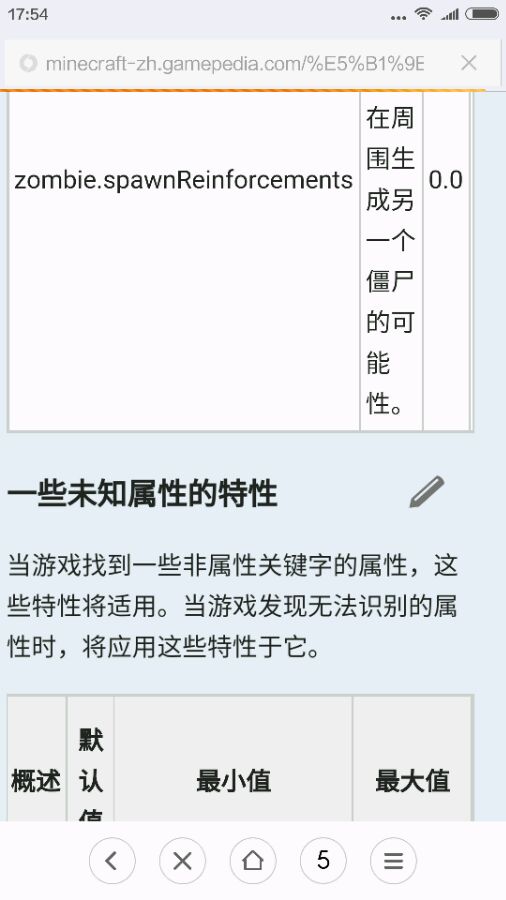 17:54
minecraft-zh.gamepedia.com/%E5%B1%9E
zombie.spawnReinforcements
在周
围生
成另
一个
僵尸
的可
能
性。
0.0
一些未知属性的特性
当游戏找到一些非属性关键字的属性，这
些特性将适用。当游戏发现无法识别的属
性时，将应用这些特性于它。
概述
默
认
值
最小值
最大值
5